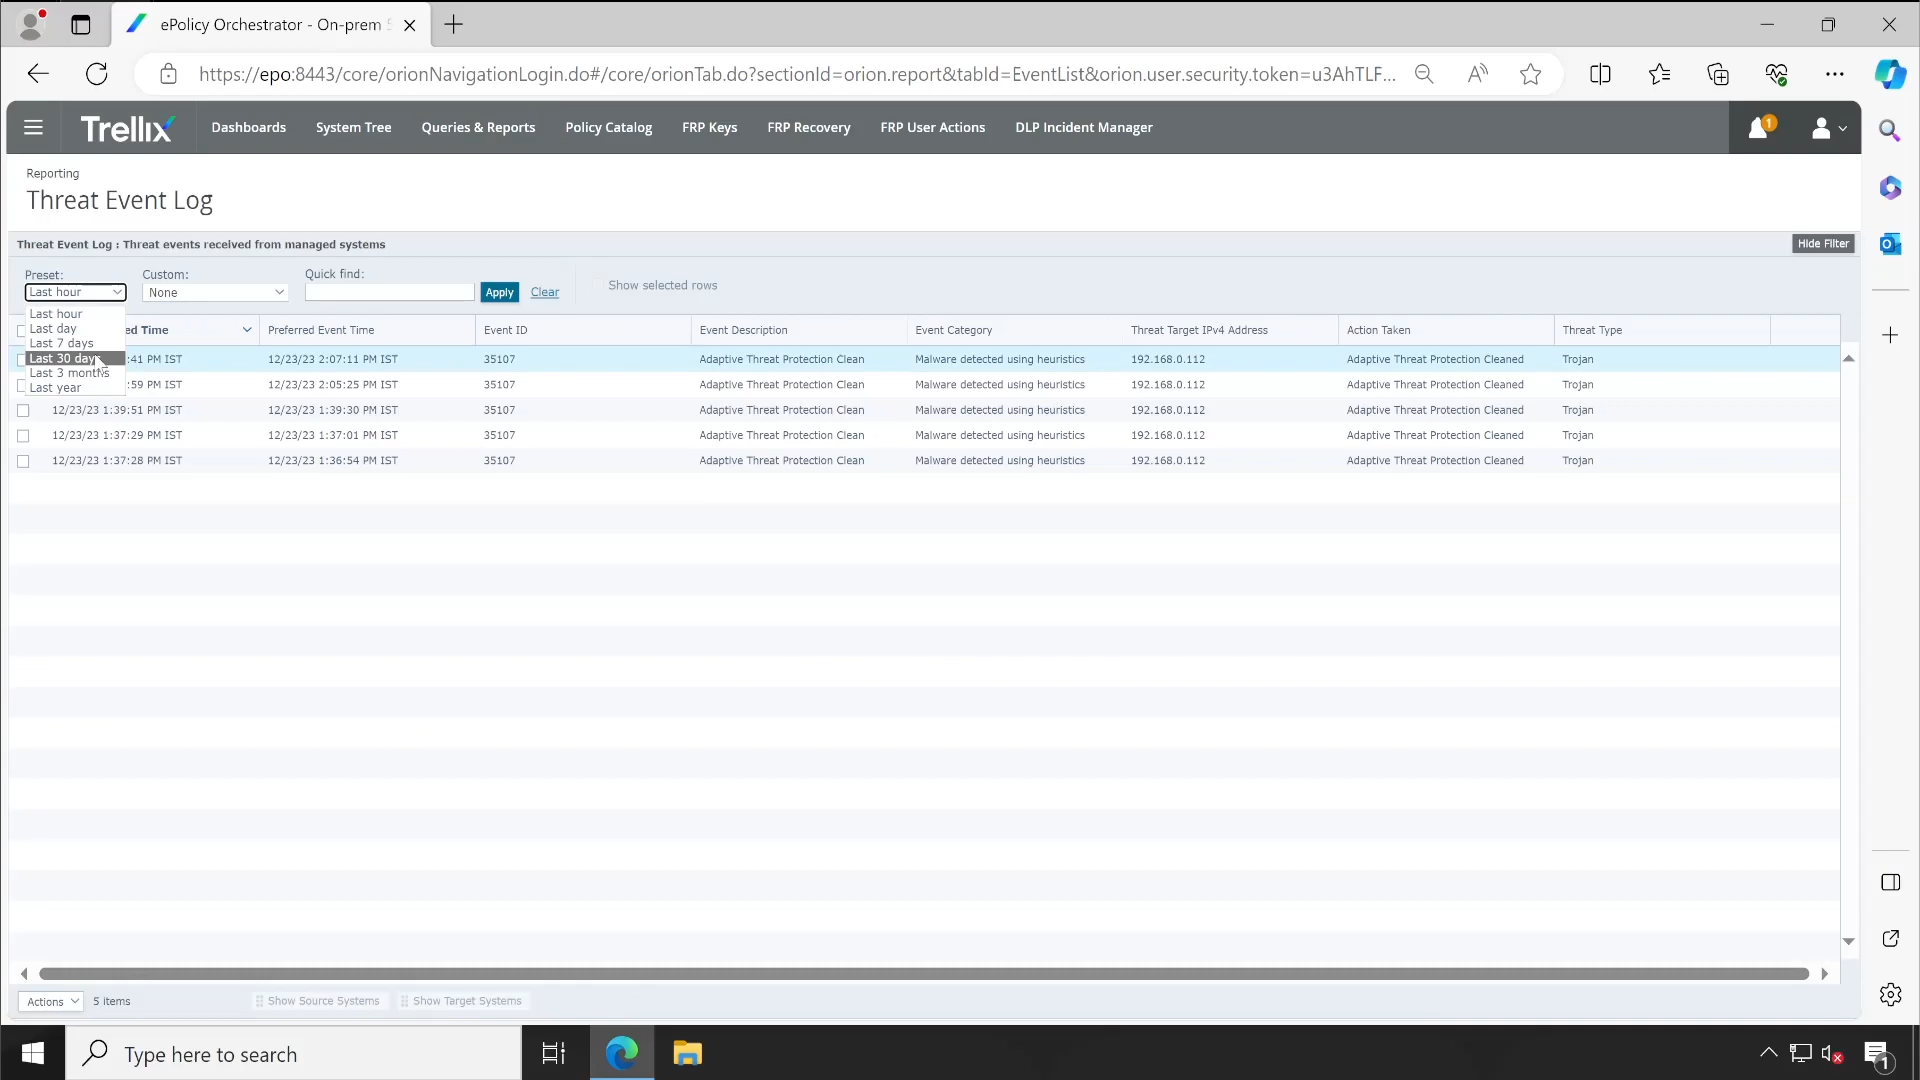 ePolicy Orchestrator - On-prem 5
https://epo:8443/core/orionNavigationLogin.do#/core/orionTab.do?sectionId=orion.report&tabId=EventList&orion.user.security.token=u3AhTLF...
Trellix Dashboards System Tree Queries & Reports Policy Catalog FRP Keys FRP Recovery FRP User Actions DLP Incident Manager 1
Reporting
Threat Event Log
Threat Event Log : Threat events received from managed systems Hide Filter
Preset: Custom: Quick find:
Last hour None Apply Clear Show selected rows
Last hour
Last day
Last 7 days
Last 30 days
Last 3 months
Last year
ed Time Preferred Event Time Event ID Event Description Event Category Threat Target IPv4 Address Action Taken Threat Type
:41 PM IST 12/23/23 2:07:11 PM IST 35107 Adaptive Threat Protection Clean Malware detected using heuristics 192.168.0.112 Adaptive Threat Protection Cleaned Trojan
:59 PM IST 12/23/23 2:05:25 PM IST 35107 Adaptive Threat Protection Clean Malware detected using heuristics 192.168.0.112 Adaptive Threat Protection Cleaned Trojan
12/23/23 1:39:51 PM IST 12/23/23 1:39:30 PM IST 35107 Adaptive Threat Protection Clean Malware detected using heuristics 192.168.0.112 Adaptive Threat Protection Cleaned Trojan
12/23/23 1:37:29 PM IST 12/23/23 1:37:01 PM IST 35107 Adaptive Threat Protection Clean Malware detected using heuristics 192.168.0.112 Adaptive Threat Protection Cleaned Trojan
12/23/23 1:37:28 PM IST 12/23/23 1:36:54 PM IST 35107 Adaptive Threat Protection Clean Malware detected using heuristics 192.168.0.112 Adaptive Threat Protection Cleaned Trojan
Actions 5 items Show Source Systems Show Target Systems
Type here to search 1